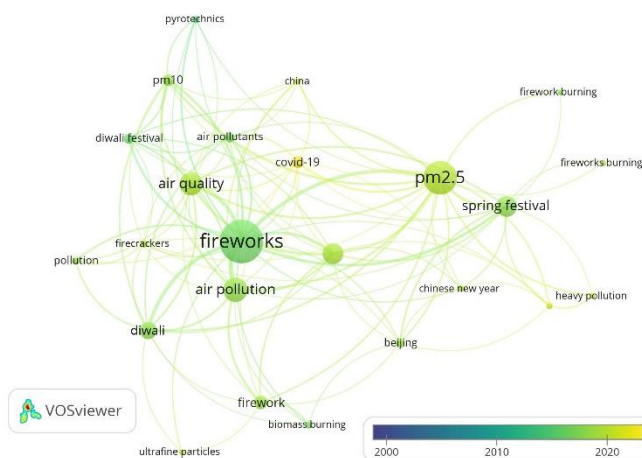 pyrotechnics
pm10
china
firework burning
diwali festival
air pollutants
covid-19
fireworks burning
air quality
pm2.5
spring festival
fireworks
firecrackers
pollution
air pollution
chinese new year
heavy pollution
diwali
beijing
firework
biomass burning
ultrafine particles
VOSviewer
2000
2010
2020